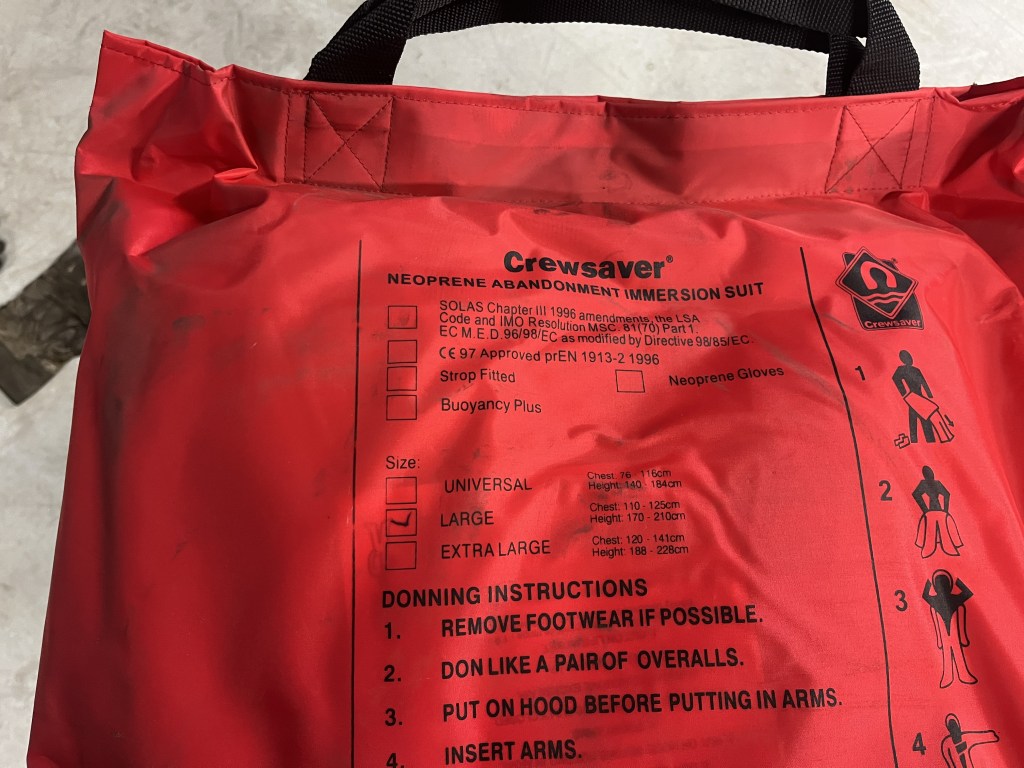 Crewsaver®
NEOPRENE ABANDONMENT IMMERSION SUIT
SOLAS Chapter III 1996 amendments, the LSA
Code and IMO Resolution MSC. 81(70) Part 1.
EC M.E.D. 96/98/EC as modified by Directive 98/85/EC.
CE 97 Approved prEN 1913-2 1996
Strop Fitted Neoprene Gloves
Buoyancy Plus
Size:
UNIVERSAL Chest: 76 - 116cm
Height: 140 - 184cm
LARGE Chest: 110 - 125cm
Height: 170 - 210cm
EXTRA LARGE Chest: 120 - 141cm
Height: 188 - 228cm
DONNING INSTRUCTIONS
1. REMOVE FOOTWEAR IF POSSIBLE.
2. DON LIKE A PAIR OF OVERALLS.
3. PUT ON HOOD BEFORE PUTTING IN ARMS.
4. INSERT ARMS.
Crewsaver
1
2
3
4